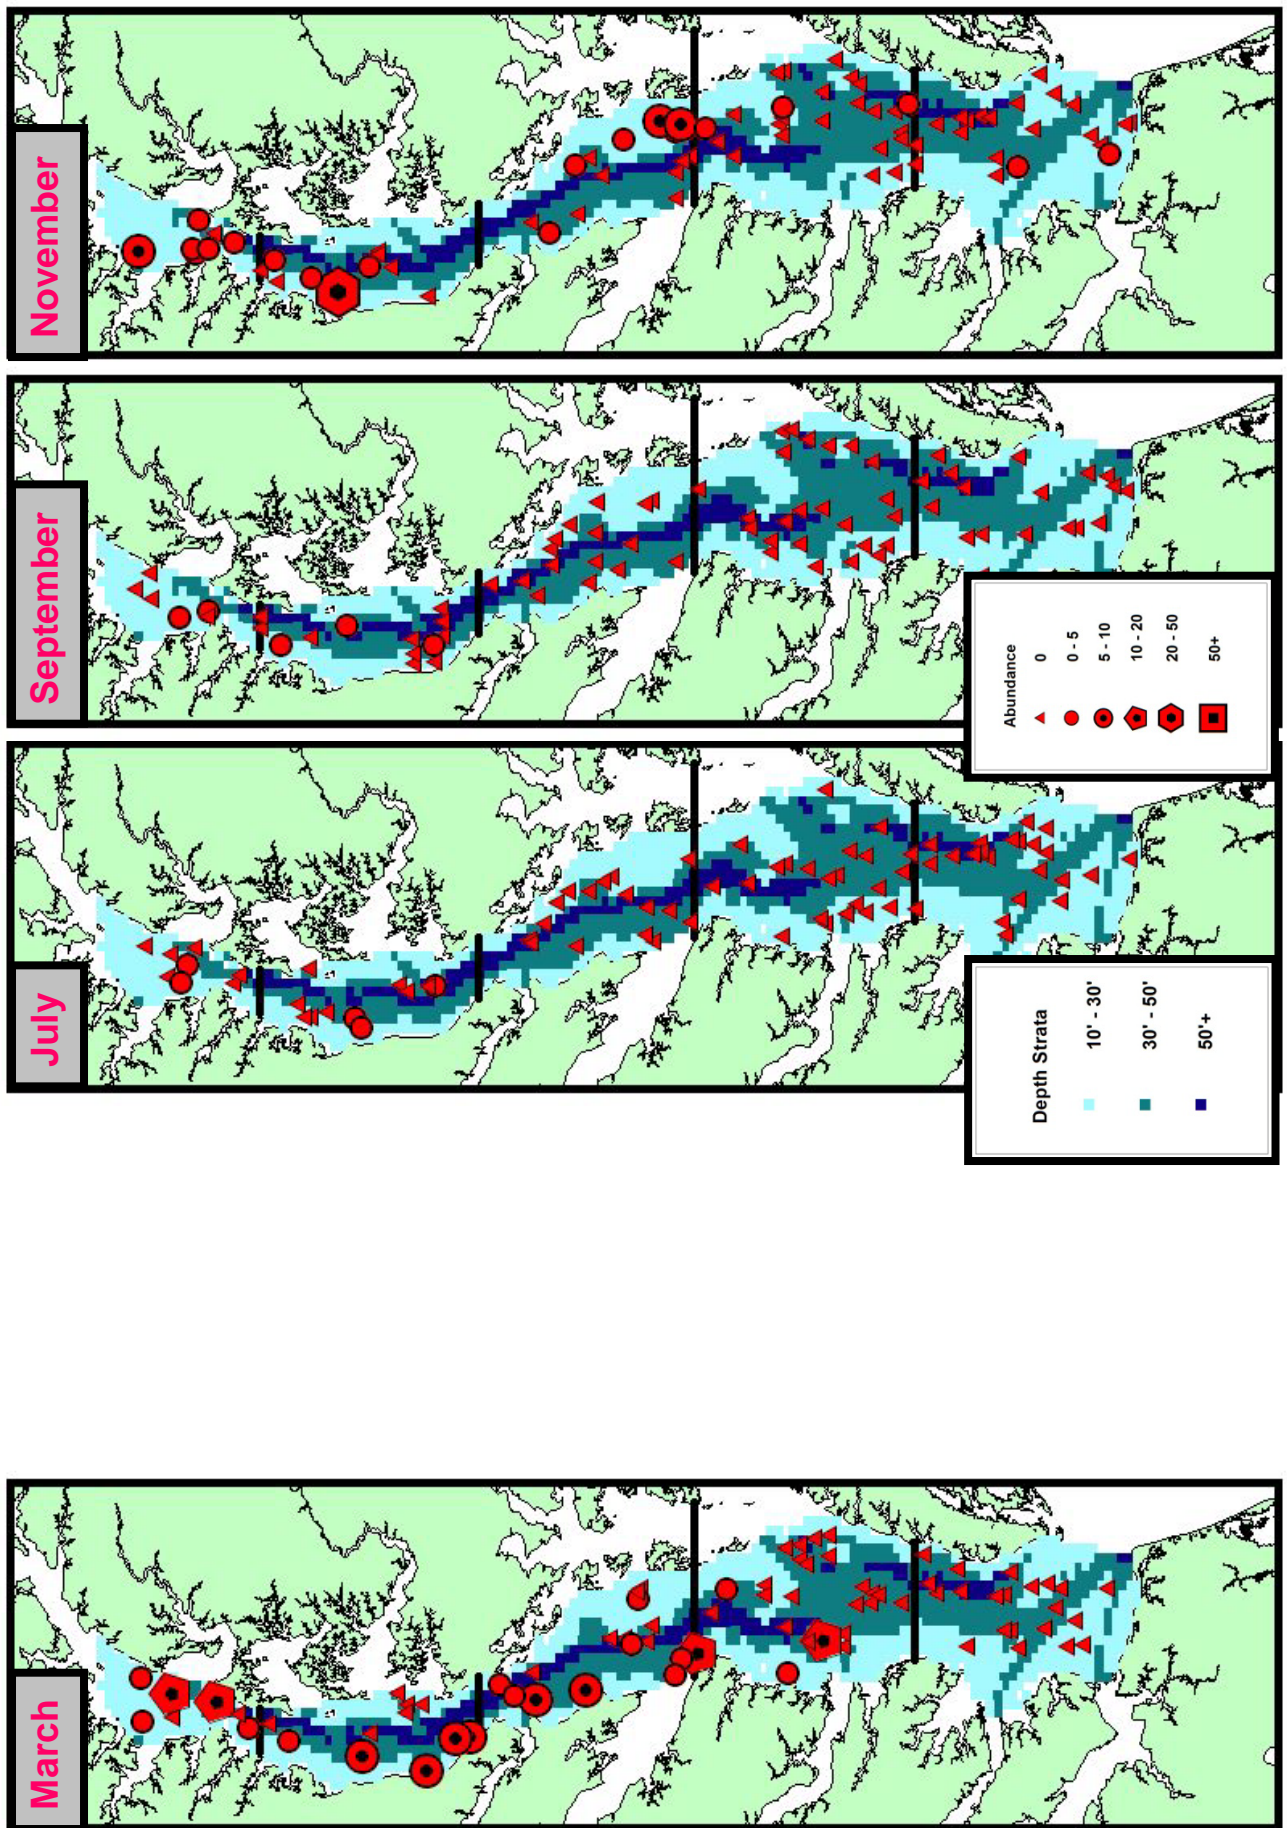 March
July
September
November
Depth Strata
10' - 30'
30' - 50'
50'+
Abundance
0
0 - 5
5 - 10
10 - 20
20 - 50
50+